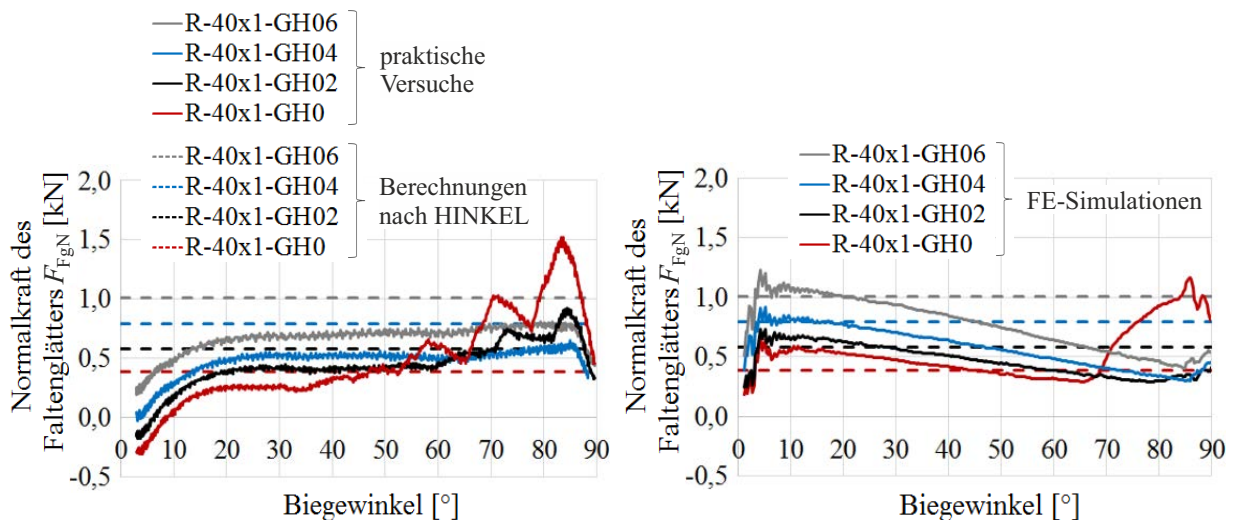 R-40x1-GH06
R-40x1-GH04
R-40x1-GH02
R-40x1-GH0
praktische
Versuche
R-40x1-GH06
R-40x1-GH04
R-40x1-GH02
R-40x1-GH0
Berechnungen
nach HINKEL
Normalkraft des
Faltenglätters F_FgN [kN]
2,0
1,5
1,0
0,5
0,0
-0,5
0 10 20 30 40 50 60 70 80 90
Biegewinkel [°]
R-40x1-GH06
R-40x1-GH04
R-40x1-GH02
R-40x1-GH0
FE-Simulationen
Normalkraft des
Faltenglätters F_FgN [kN]
2,0
1,5
1,0
0,5
0,0
-0,5
0 10 20 30 40 50 60 70 80 90
Biegewinkel [°]